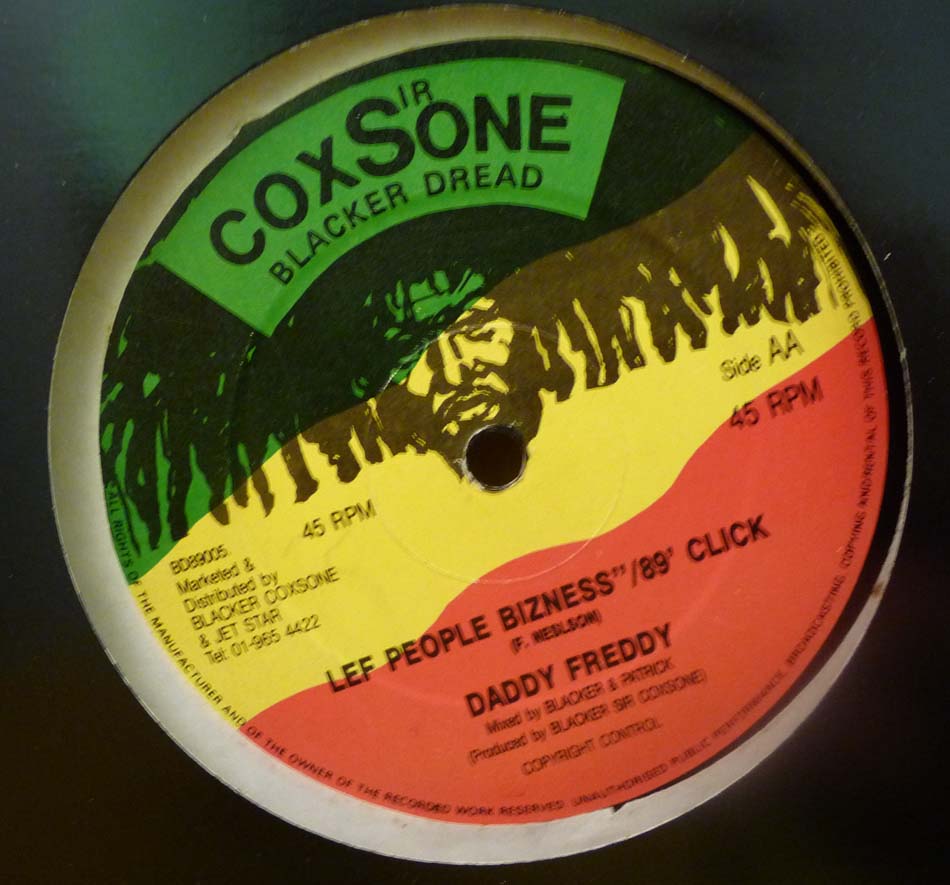 SIR
COXSONE
BLACKER DREAD
Side AA
45 RPM
45 RPM
BD89005
Marketed &
Distributed by
BLACKER COXSONE
& JET STAR
Tel: 01-965 4422
LEF PEOPLE BIZNESS"/89' CLICK
(F. NESLSOM)
DADDY FREDDY
Mixed by BLACKER & PATRICK
(Produced by BLACKER SIR COXSONE)
COPYRIGHT CONTROL
ALL RIGHTS OF THE MANUFACTURER AND OF THE OWNER OF THE RECORDED WORK RESERVED. UNAUTHORISED PUBLIC PERFORMANCE, BROADCASTING, COPYING OF THIS RECORD PROHIBITED